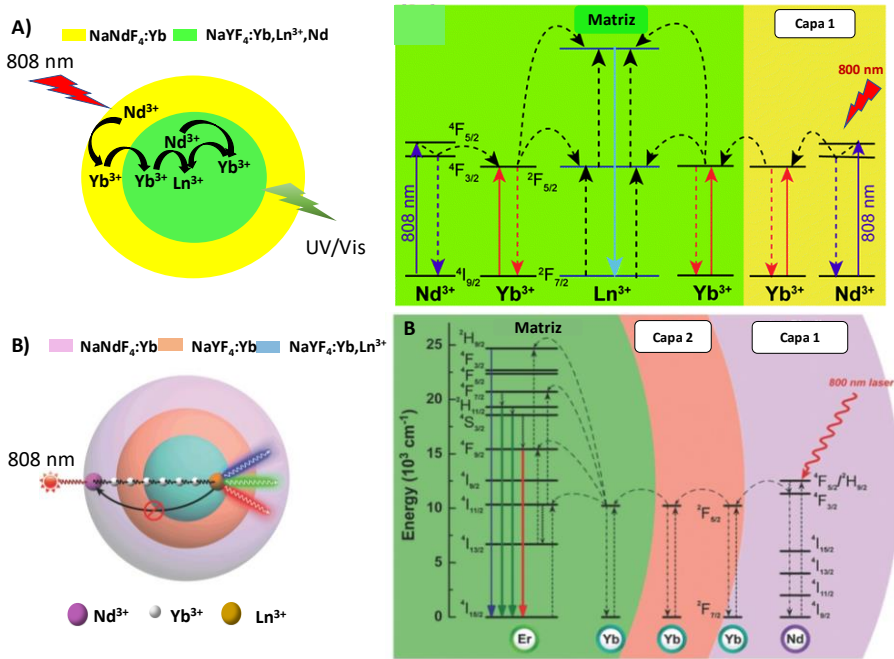 A)
NaNdF₄:Yb
NaYF₄:Yb,Ln³⁺,Nd
808 nm
Nd³⁺
Nd³⁺
Yb³⁺
Yb³⁺
Ln³⁺
Yb³⁺
UV/Vis
Matriz
Capa 1
800 nm
⁴F₅/₂
⁴F₃/₂
²F₅/₂
808 nm
808 nm
⁴I₉/₂
²F₇/₂
Nd³⁺
Yb³⁺
Ln³⁺
Yb³⁺
Yb³⁺
Nd³⁺
B)
NaNdF₄:Yb
NaYF₄:Yb
NaYF₄:Yb,Ln³⁺
808 nm
Nd³⁺
Yb³⁺
Ln³⁺
B
Matriz
Capa 2
Capa 1
800 nm laser
Energy (10³ cm⁻¹)
25
20
15
10
5
0
²H₉/₂
⁴F₃/₂
⁴F₅/₂
⁴F₇/₂
²H₁₁/₂
⁴S₃/₂
⁴F₉/₂
⁴I₉/₂
⁴I₁₁/₂
⁴I₁₃/₂
⁴I₁₅/₂
²F₅/₂
²F₇/₂
⁴F₅/₂/²H₉/₂
⁴F₃/₂
⁴I₁₅/₂
⁴I₁₃/₂
⁴I₁₁/₂
⁴I₉/₂
Er
Yb
Yb
Yb
Nd